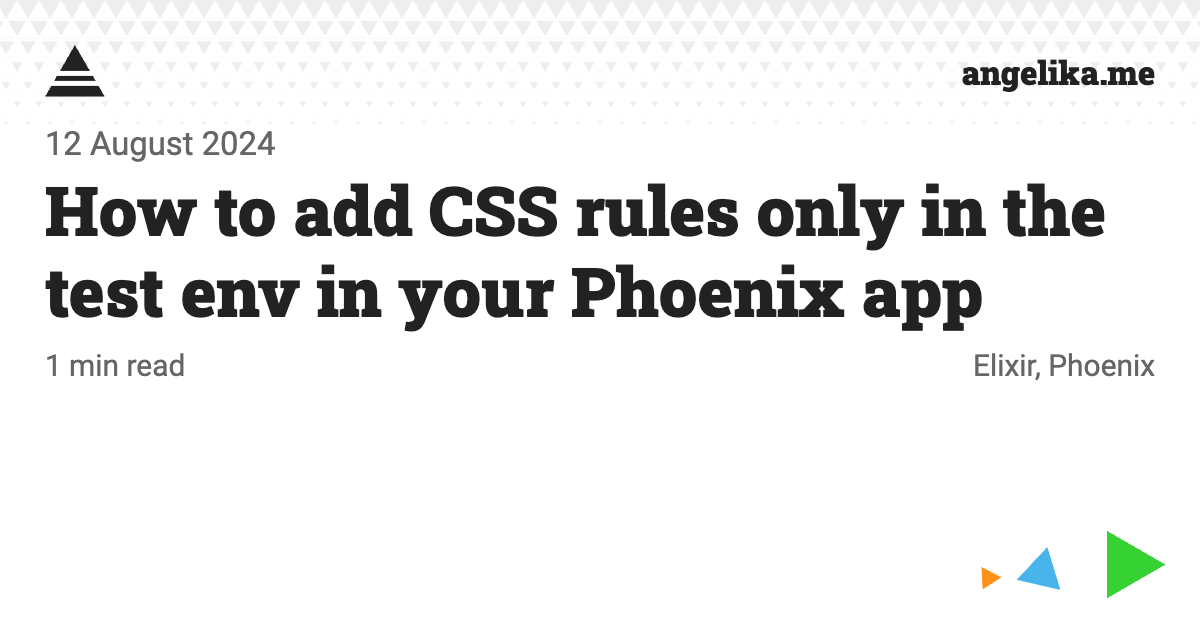 angelika.me
12 August 2024
How to add CSS rules only in the
test env in your Phoenix app
1 min read
Elixir, Phoenix